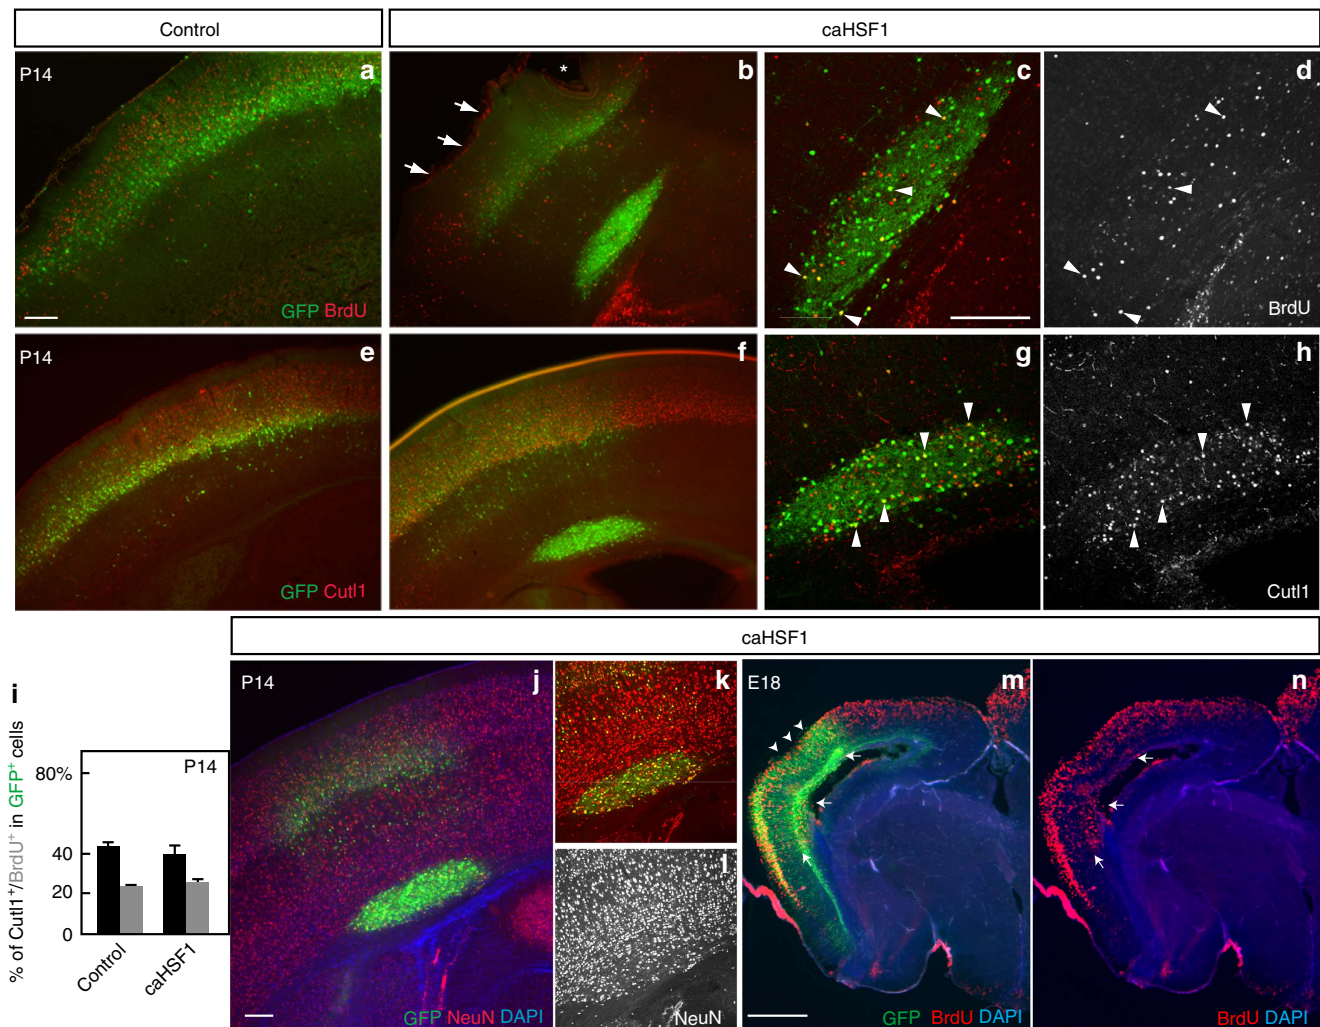 Control
caHSF1
P14
a
b
*
c
d
GFP BrdU
BrdU
P14
e
f
g
h
GFP Cutl1
Cutl1
caHSF1
i
% of Cutl1+/BrdU+ in GFP+ cells
P14
80%
40
20
0
Control
caHSF1
P14
j
k
l
GFP NeuN DAPI
NeuN
E18
m
n
GFP BrdU DAPI
BrdU DAPI